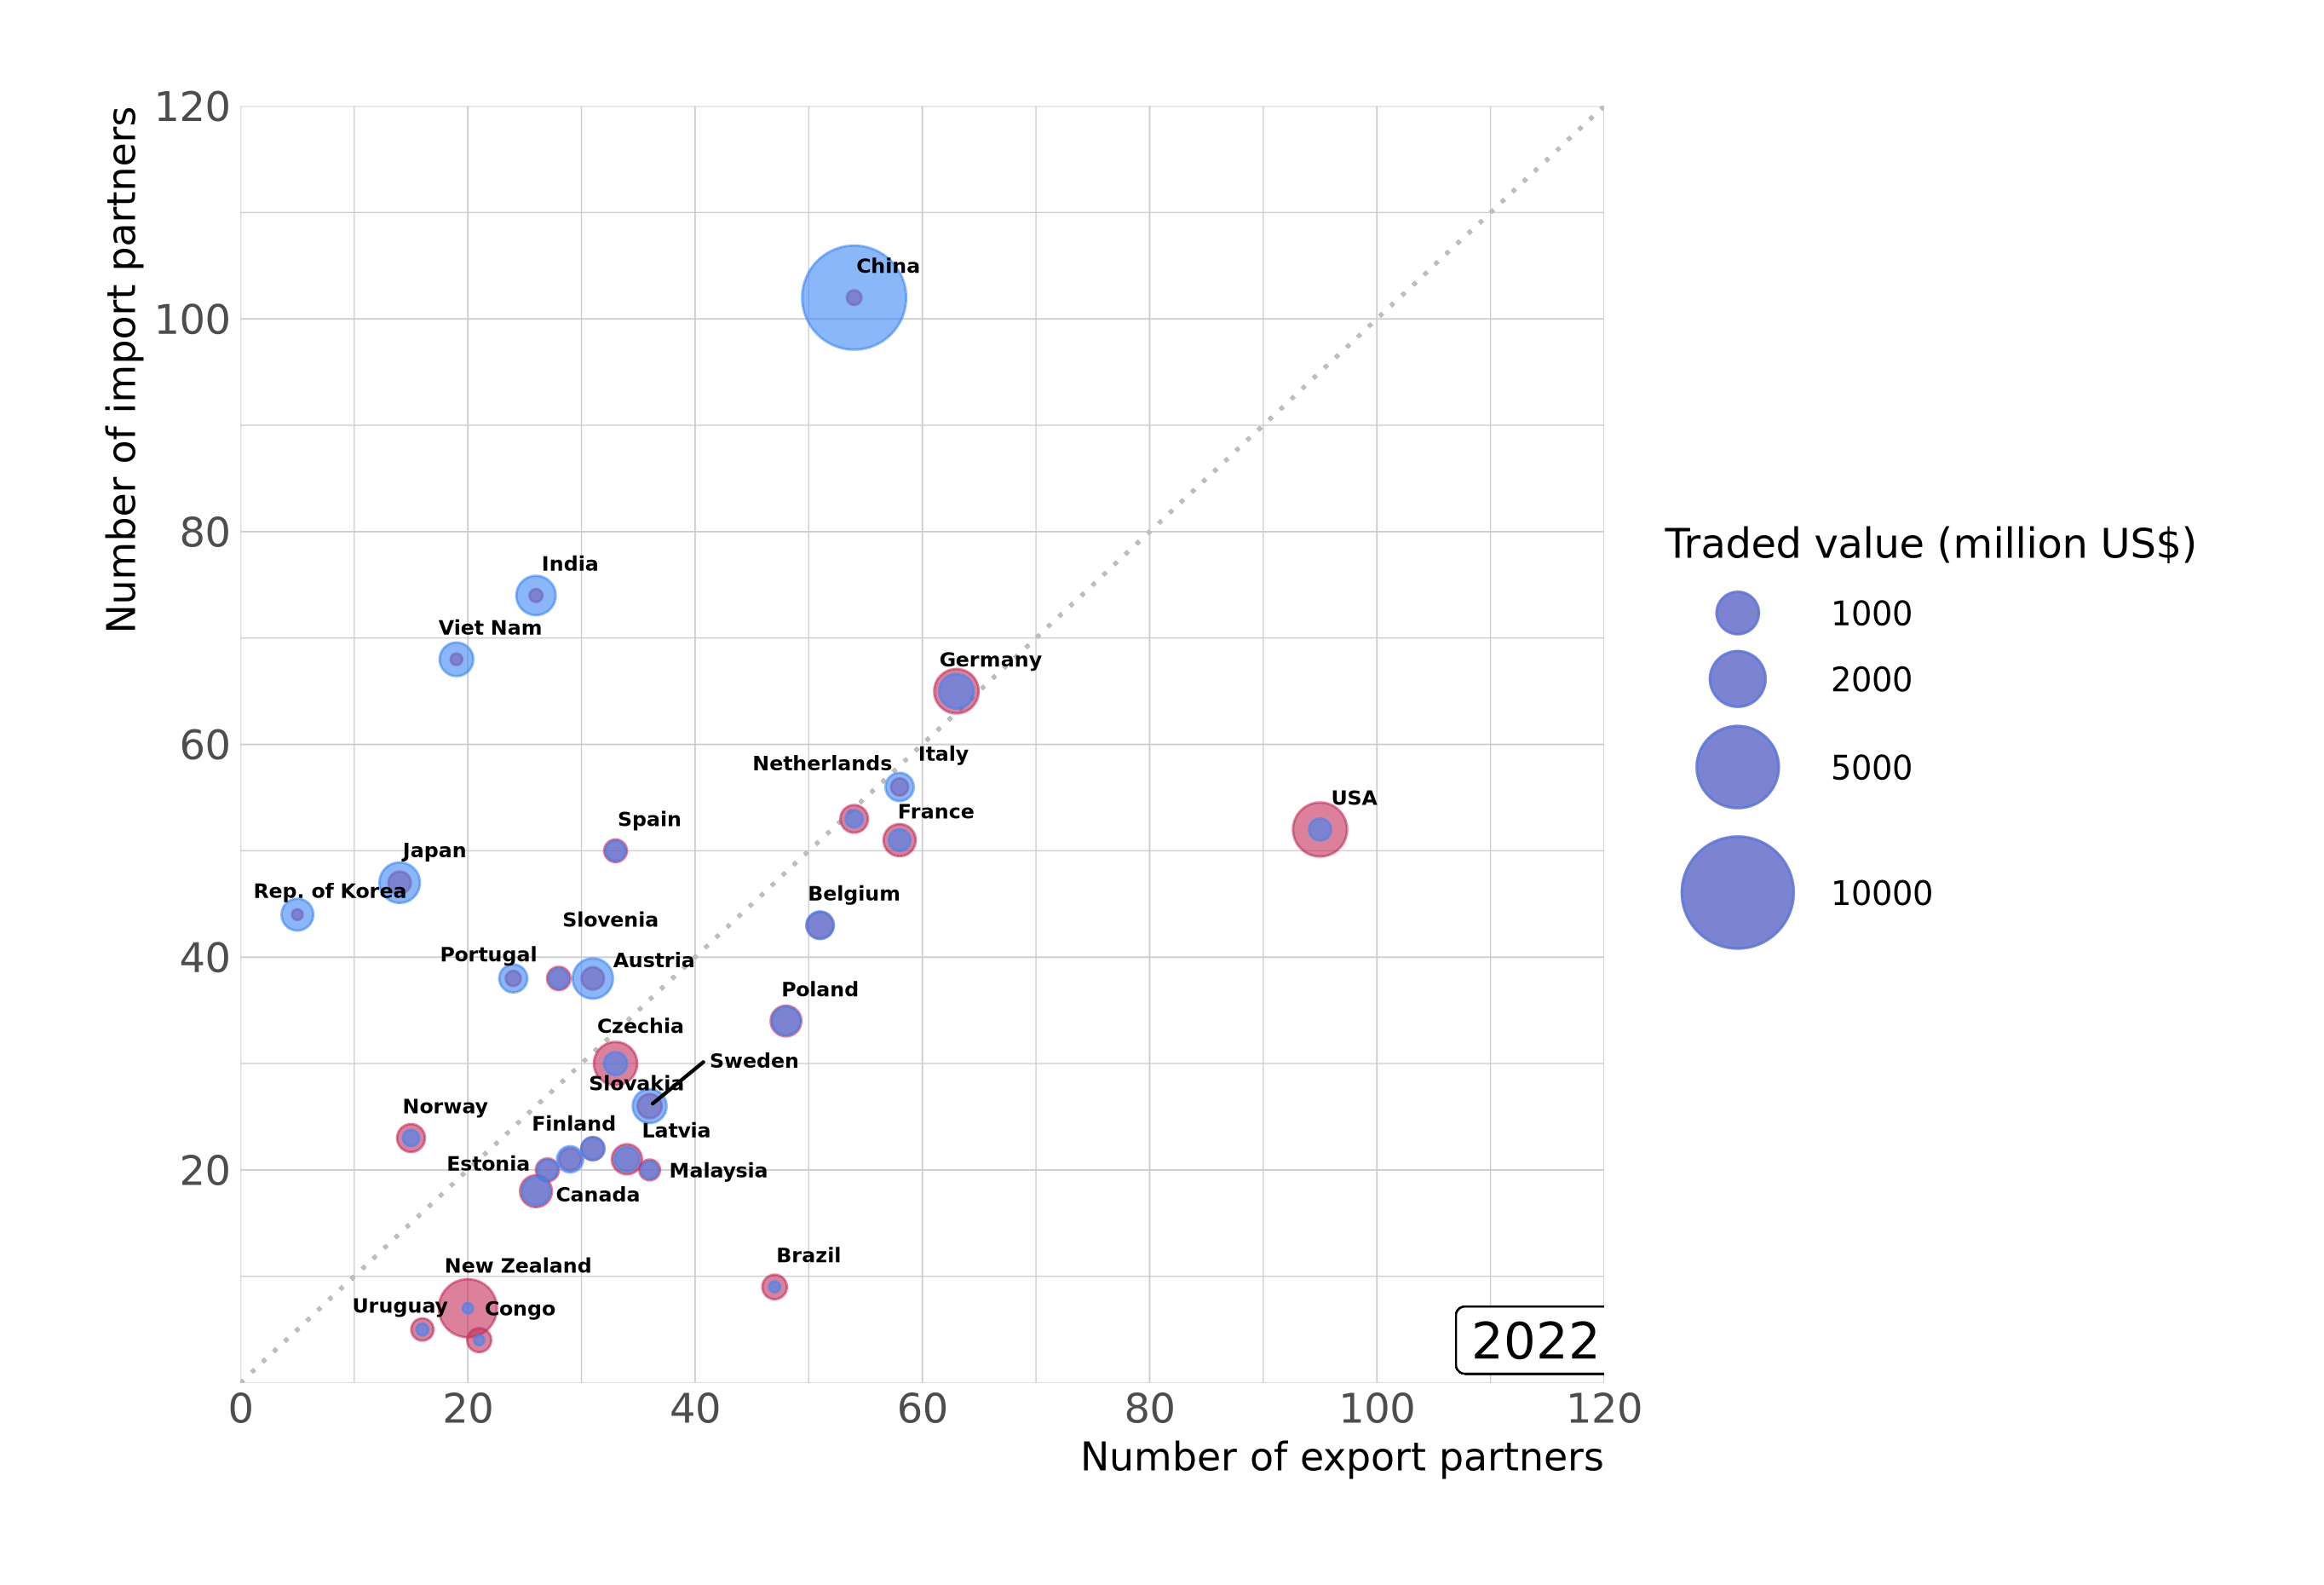 Number of import partners
120
100
80
60
40
20
China
India
Viet Nam
Germany
Italy
Netherlands
USA
France
Spain
Japan
Rep. of Korea
Belgium
Slovenia
Portugal
Austria
Poland
Czechia
Sweden
Slovakia
Norway
Finland
Latvia
Estonia
Malaysia
Canada
Brazil
New Zealand
Uruguay
Congo
2022
0
20
40
60
80
100
120
Number of export partners
Traded value (million US$)
1000
2000
5000
10000